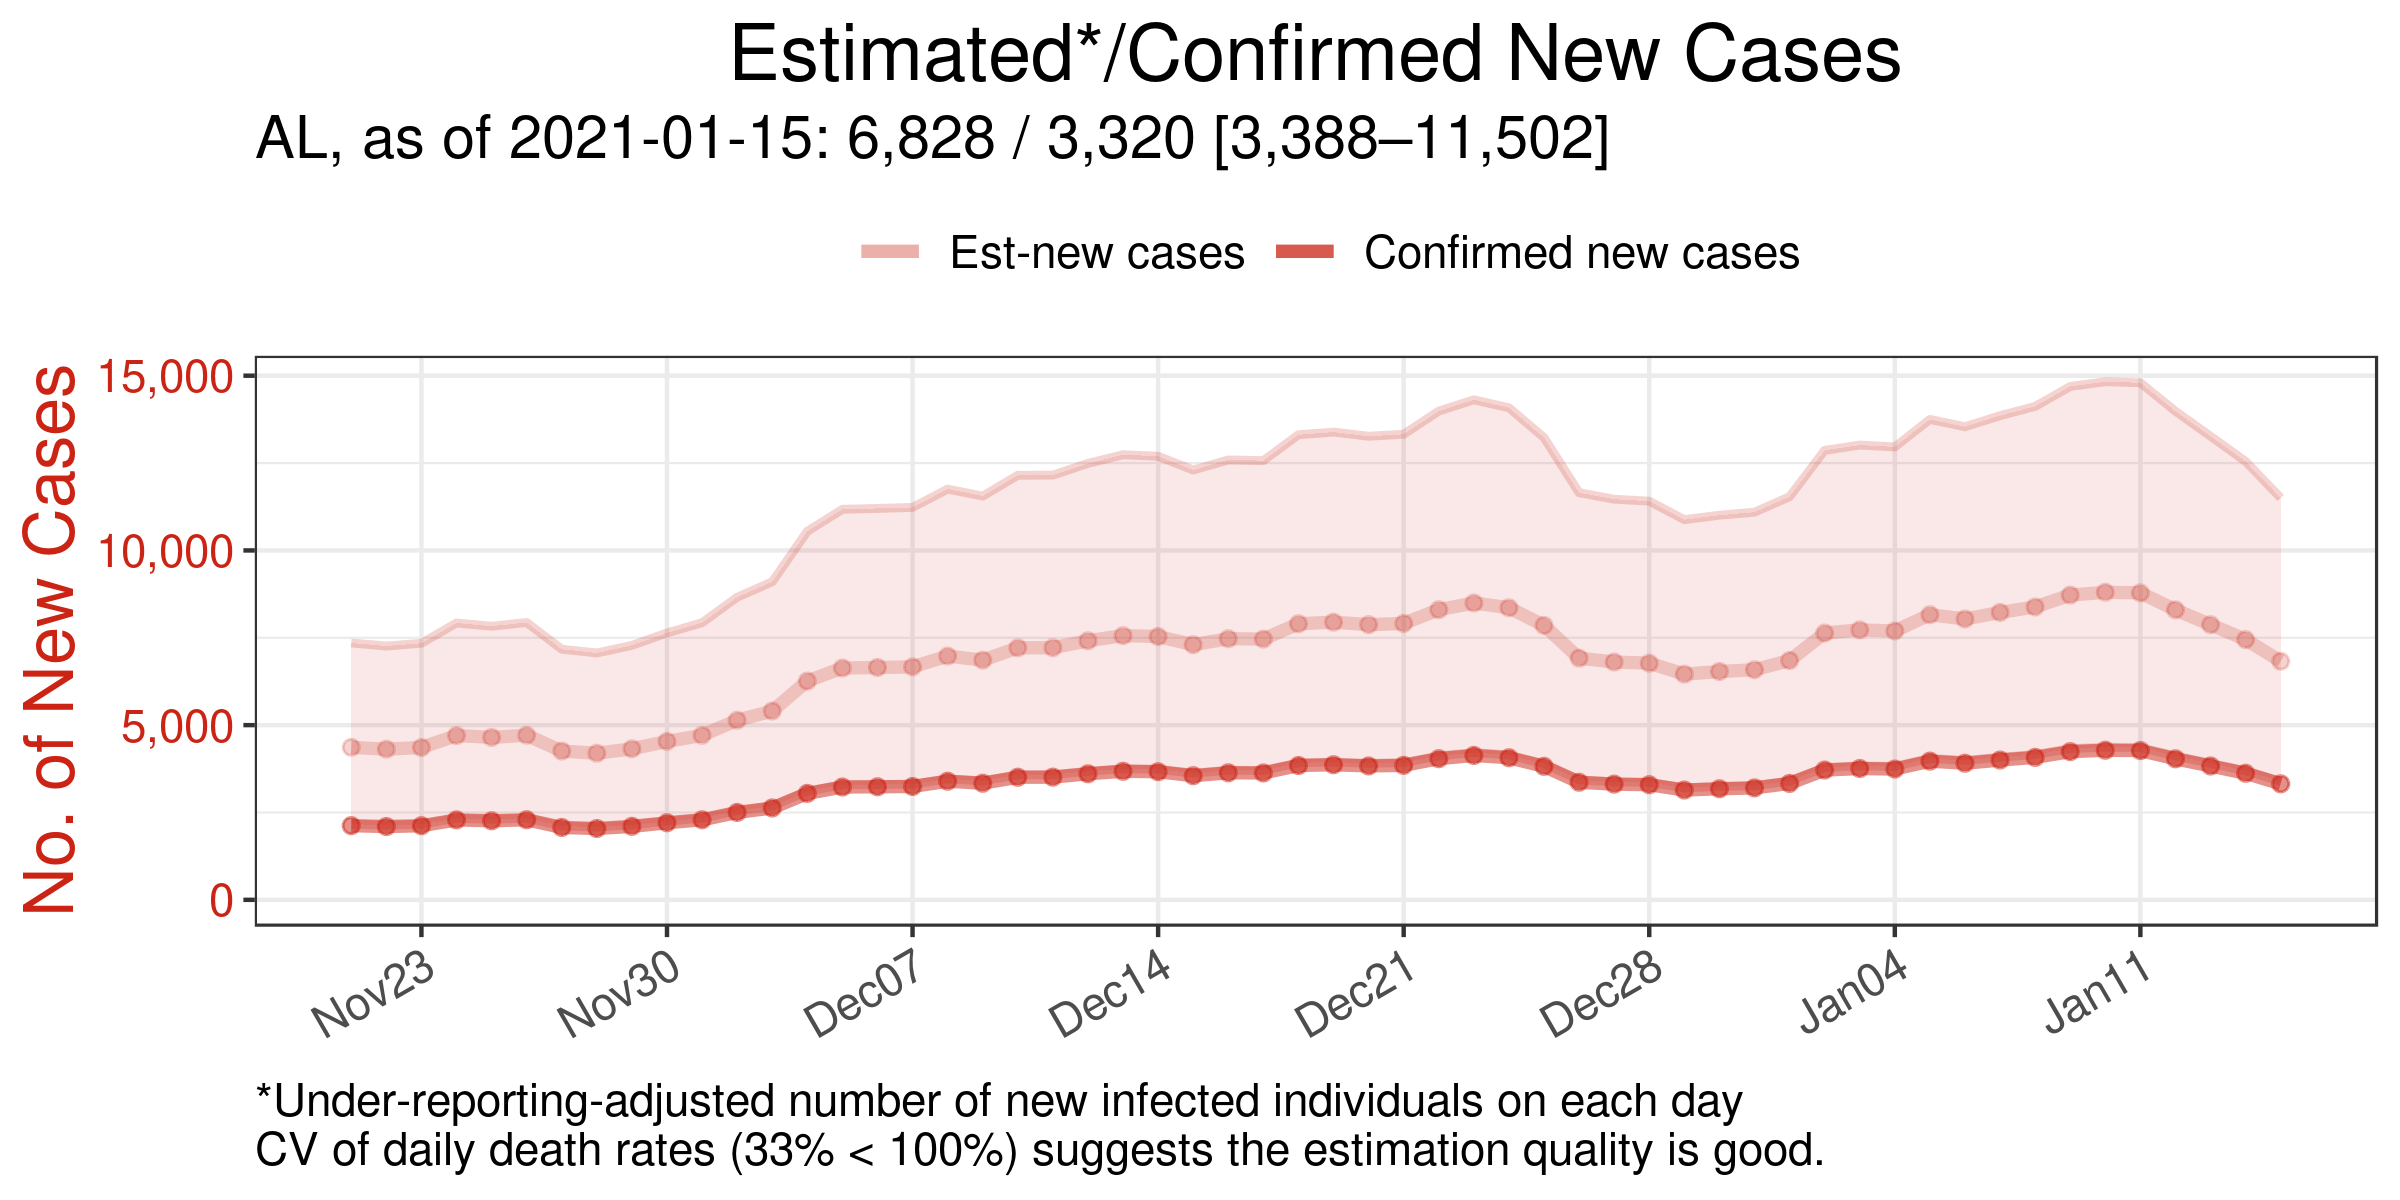 Estimated*/Confirmed New Cases
AL, as of 2021-01-15: 6,828 / 3,320 [3,388–11,502]
Est-new cases
Confirmed new cases
No. of New Cases
15,000
10,000
5,000
0
Nov23
Nov30
Dec07
Dec14
Dec21
Dec28
Jan04
Jan11
*Under-reporting-adjusted number of new infected individuals on each day
CV of daily death rates (33% < 100%) suggests the estimation quality is good.